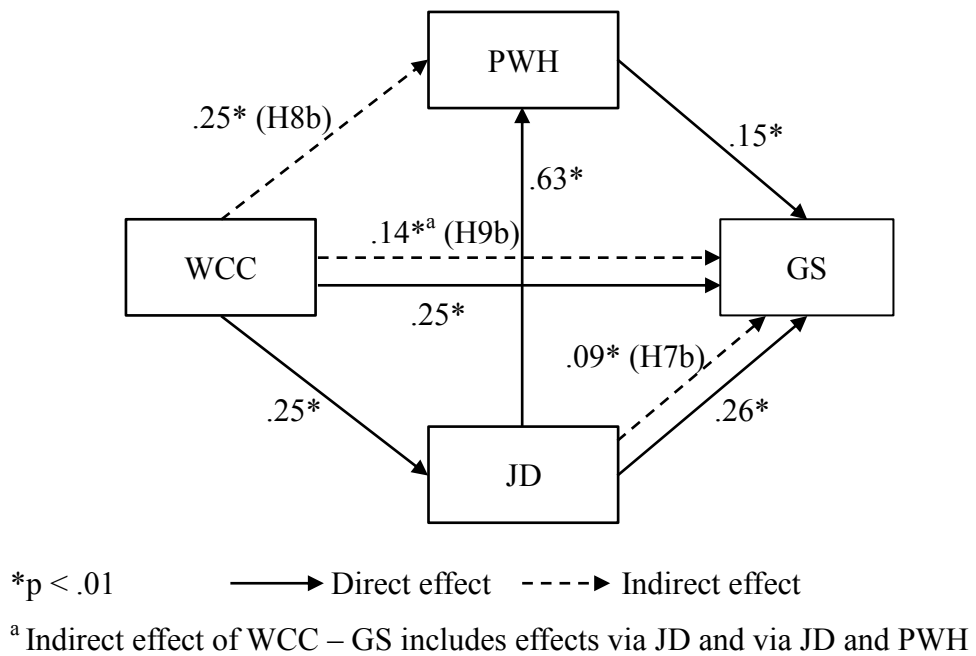 PWH
.25* (H8b)
.15*
.63*
.14*ᵃ (H9b)
WCC
GS
.25*
.09* (H7b)
.25*
.26*
JD
*p < .01
Direct effect
Indirect effect
ᵃ Indirect effect of WCC – GS includes effects via JD and via JD and PWH